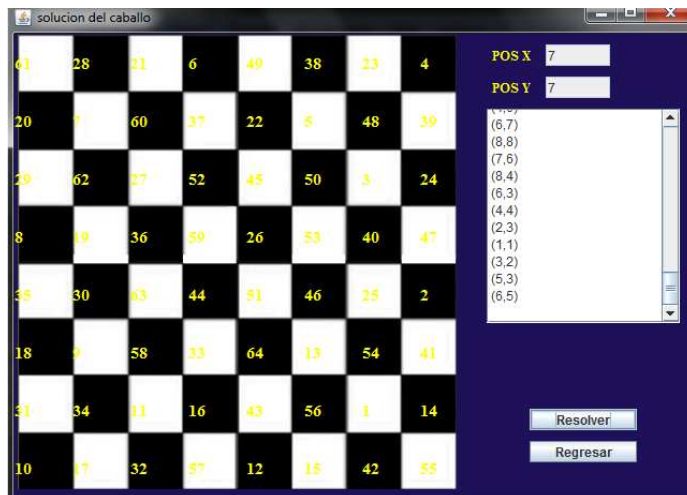 solucion del caballo
61 28 21 6 49 38 23 4
20 7 60 37 22 5 48 39
29 62 27 52 45 50 3 24
8 19 36 59 26 53 40 47
35 30 63 44 51 46 25 2
18 9 58 33 64 13 54 41
31 34 11 16 43 56 1 14
10 17 32 57 12 15 42 55
POS X 7
POS Y 7
(6,7)
(8,8)
(7,6)
(8,4)
(6,3)
(4,4)
(2,3)
(1,1)
(3,2)
(5,3)
(6,5)
Resolver
Regresar